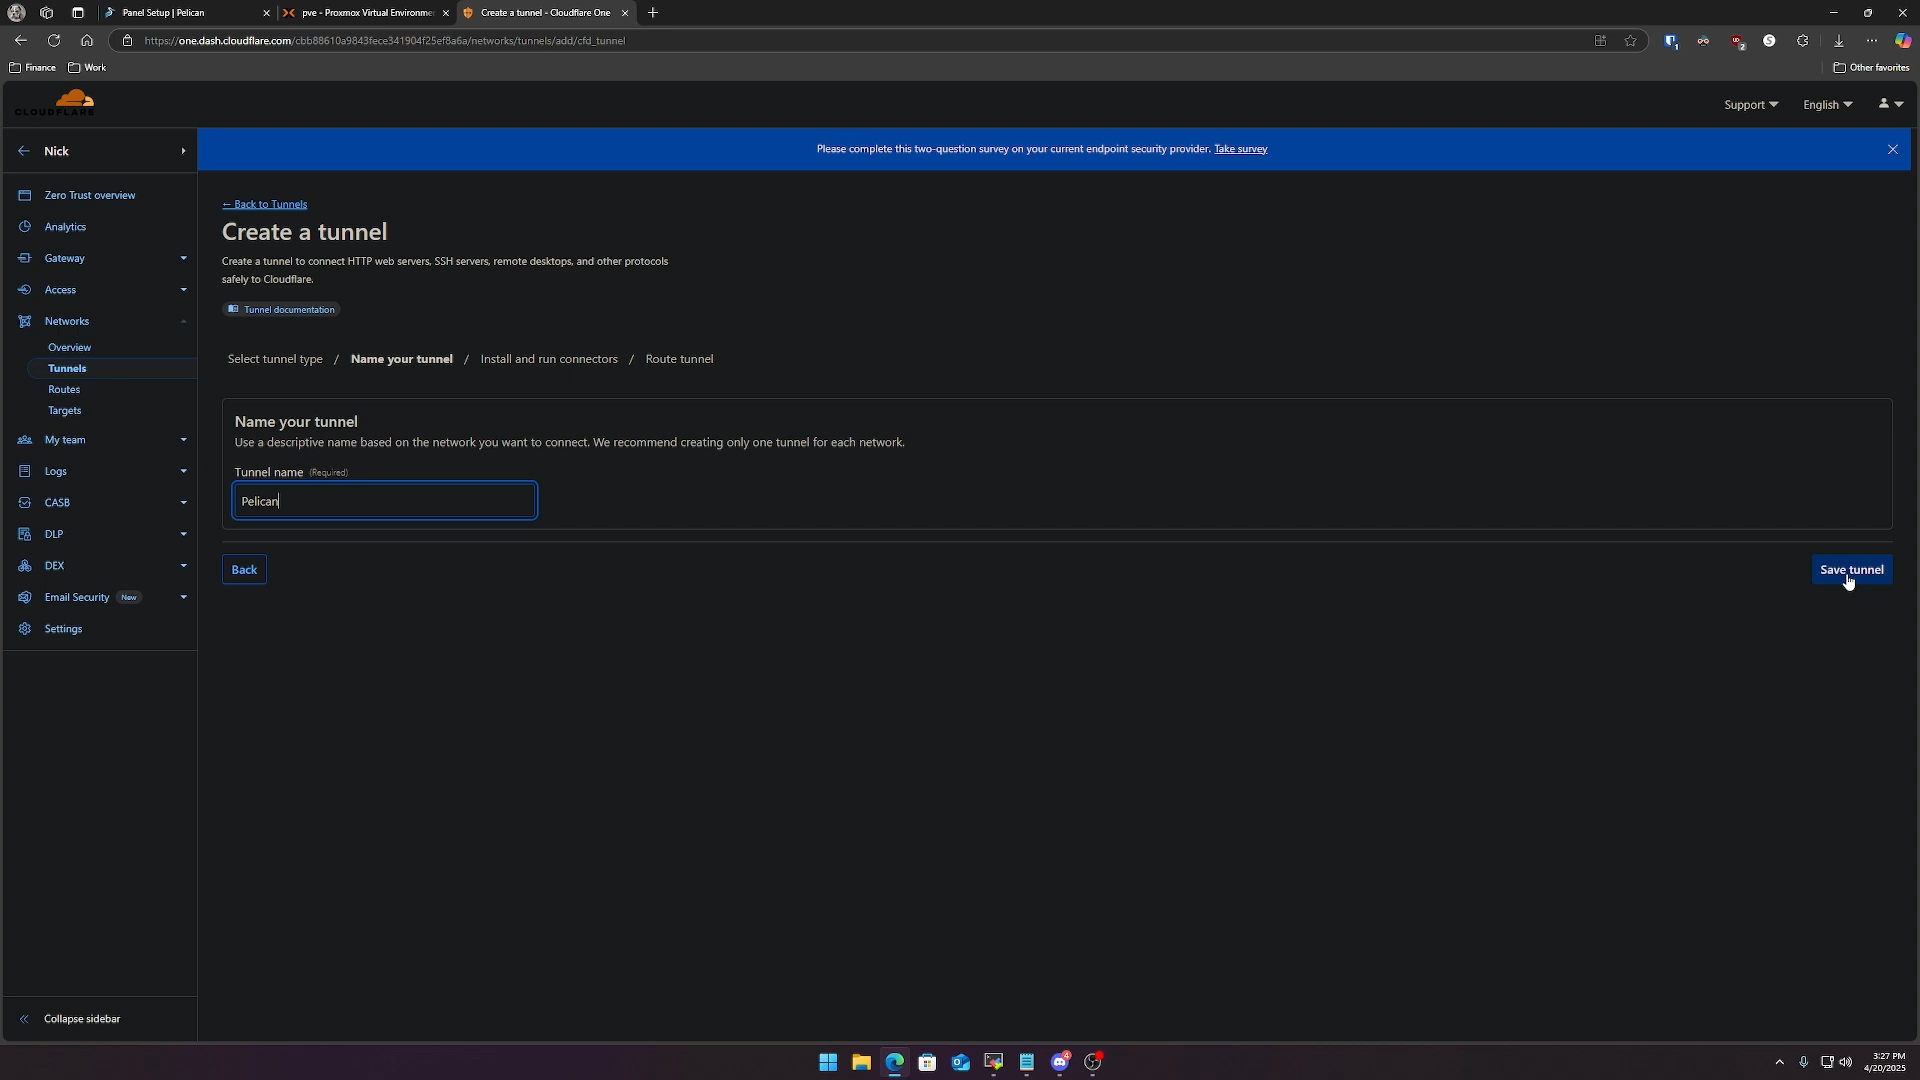 Panel Setup | Pelican
pve - Proxmox Virtual Environme
Create a tunnel - Cloudflare One
https://one.dash.cloudflare.com/cbb88610a9843fece341904f25ef8a6a/networks/tunnels/add/cfd_tunnel
1
2
Finance
Work
Other favorites
CLOUDFLARE
Support
English
Nick
Please complete this two-question survey on your current endpoint security provider. Take survey
Zero Trust overview
Analytics
Gateway
Access
Networks
Overview
Tunnels
Routes
Targets
My team
Logs
CASB
DLP
DEX
Email Security New
Settings
Collapse sidebar
← Back to Tunnels
Create a tunnel
Create a tunnel to connect HTTP web servers, SSH servers, remote desktops, and other protocols
safely to Cloudflare.
Tunnel documentation
Select tunnel type / Name your tunnel / Install and run connectors / Route tunnel
Name your tunnel
Use a descriptive name based on the network you want to connect. We recommend creating only one tunnel for each network.
Tunnel name (Required)
Pelican
Back
Save tunnel
4
3:27 PM
4/20/2025